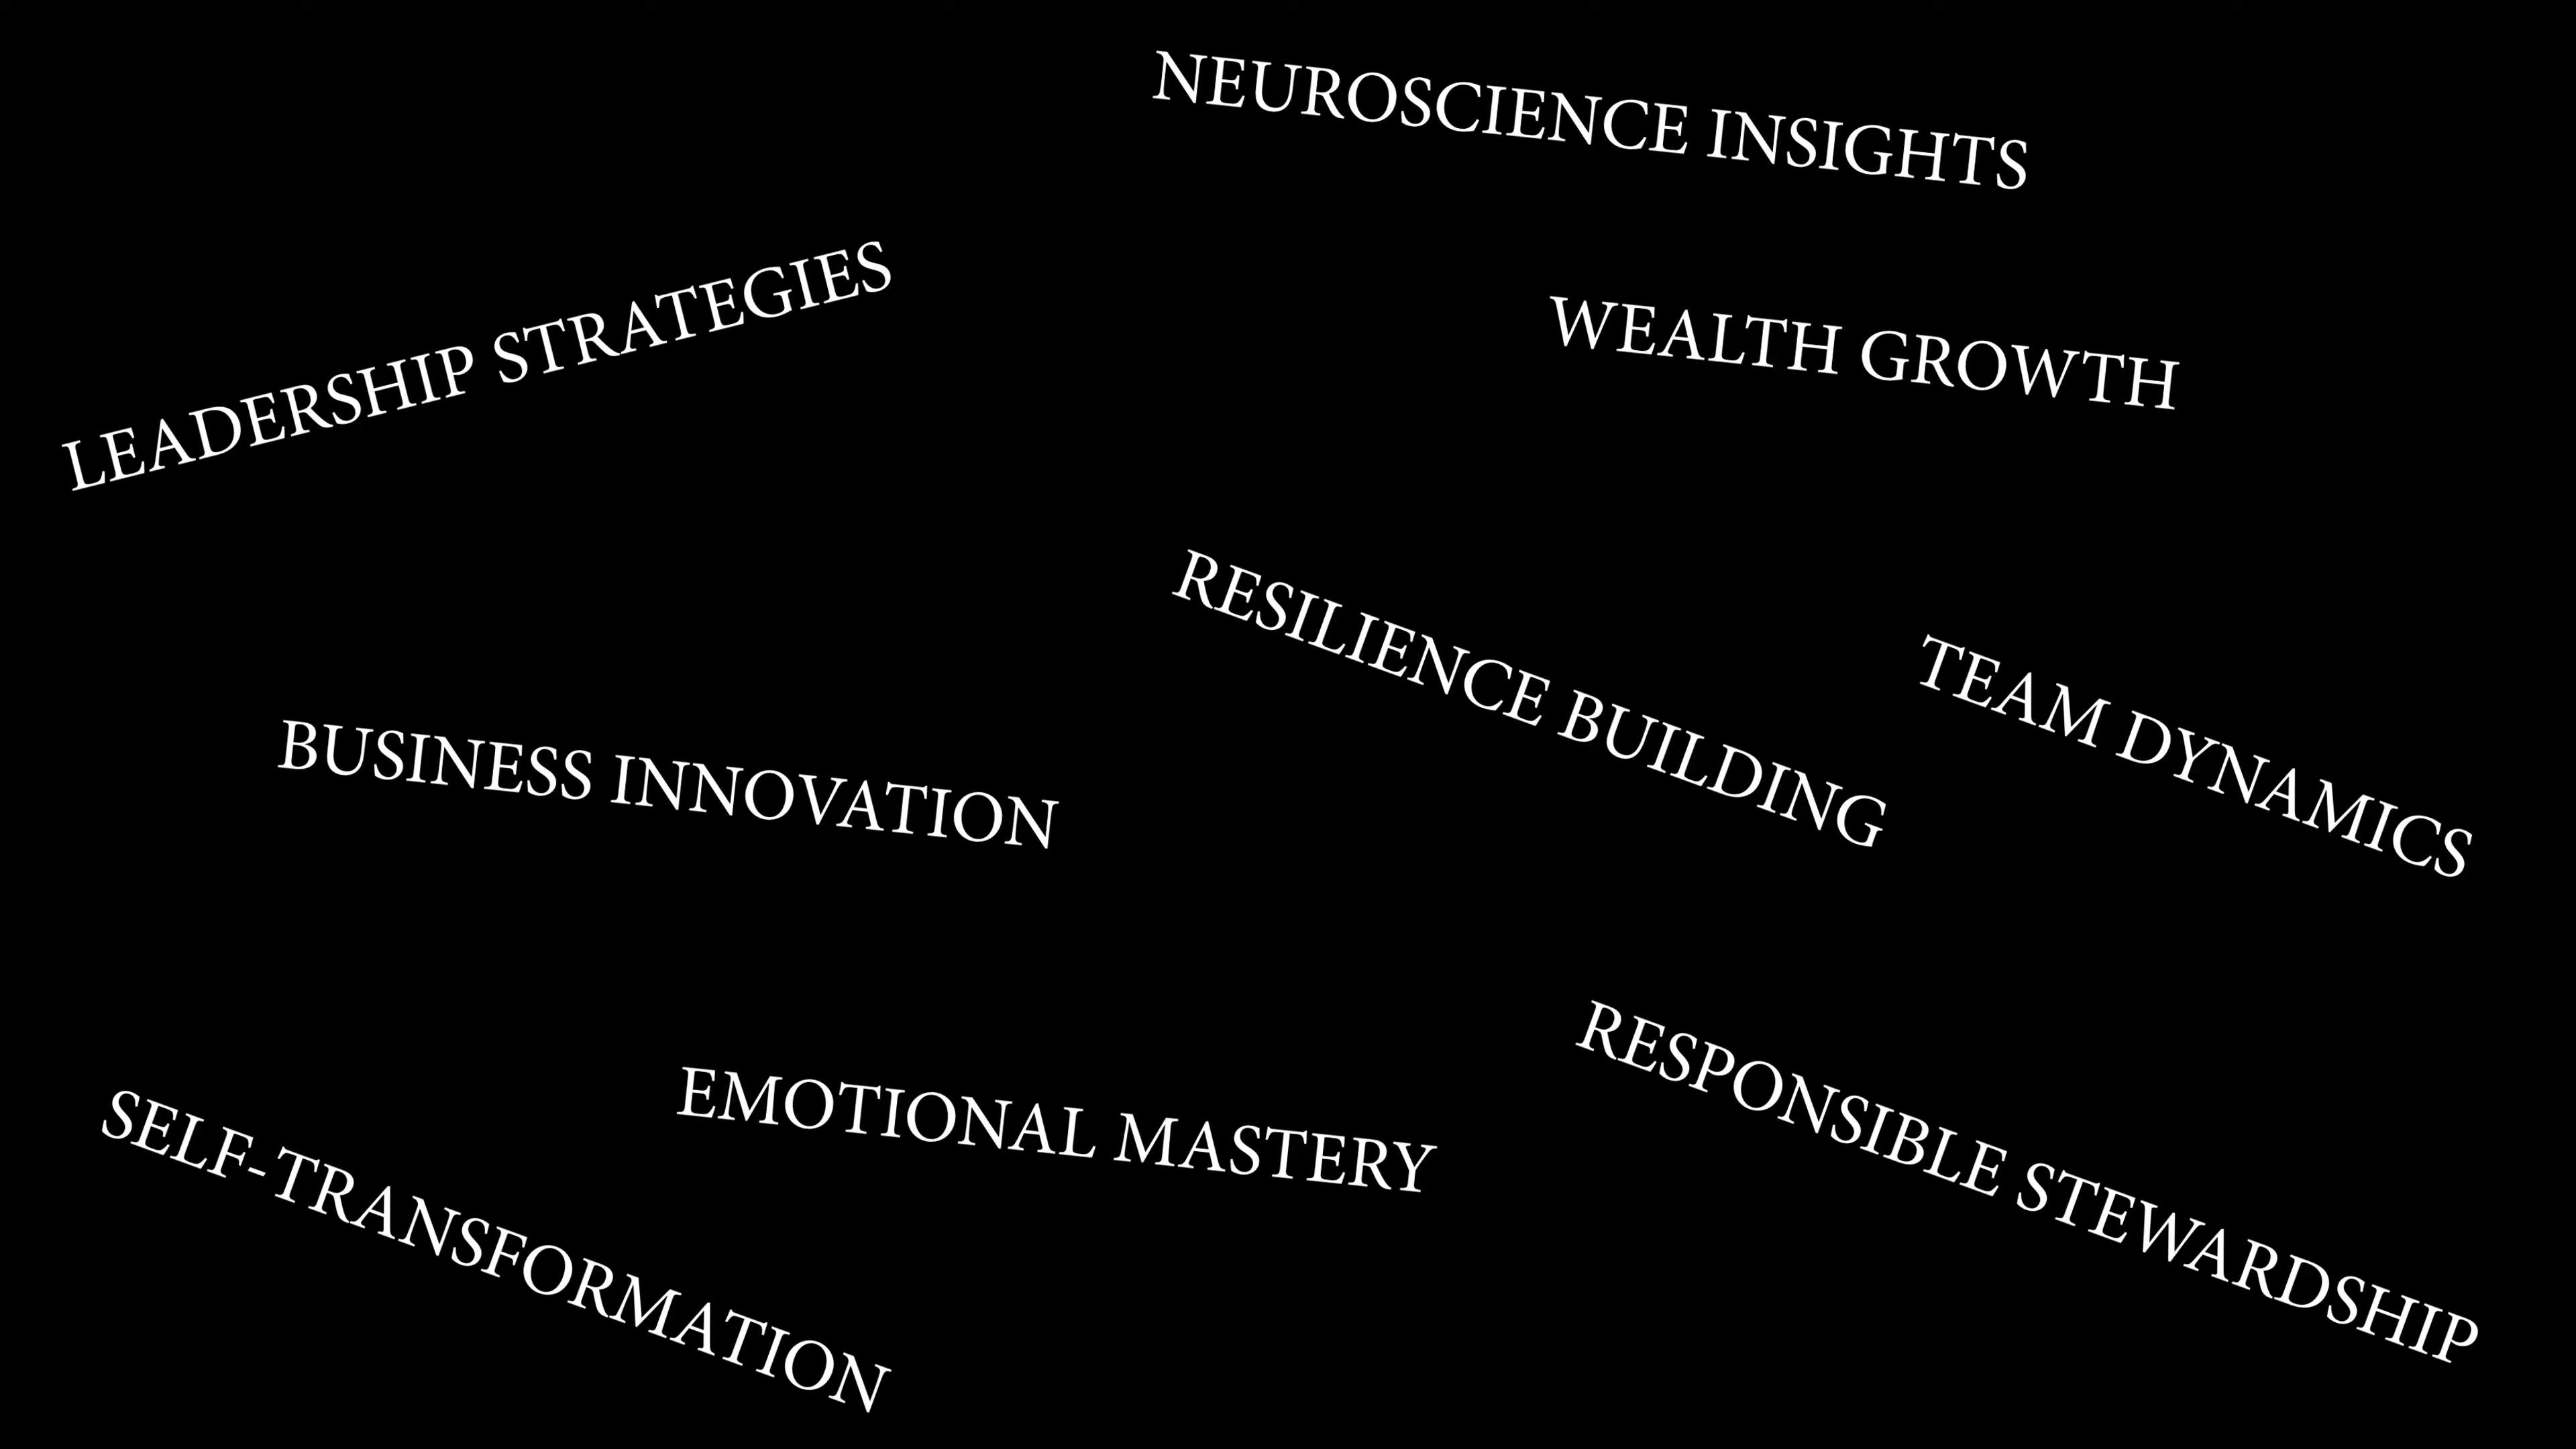 NEUROSCIENCE INSIGHTS
LEADERSHIP STRATEGIES
WEALTH GROWTH
RESILIENCE BUILDING
TEAM DYNAMICS
BUSINESS INNOVATION
RESPONSIBLE STEWARDSHIP
EMOTIONAL MASTERY
SELF-TRANSFORMATION